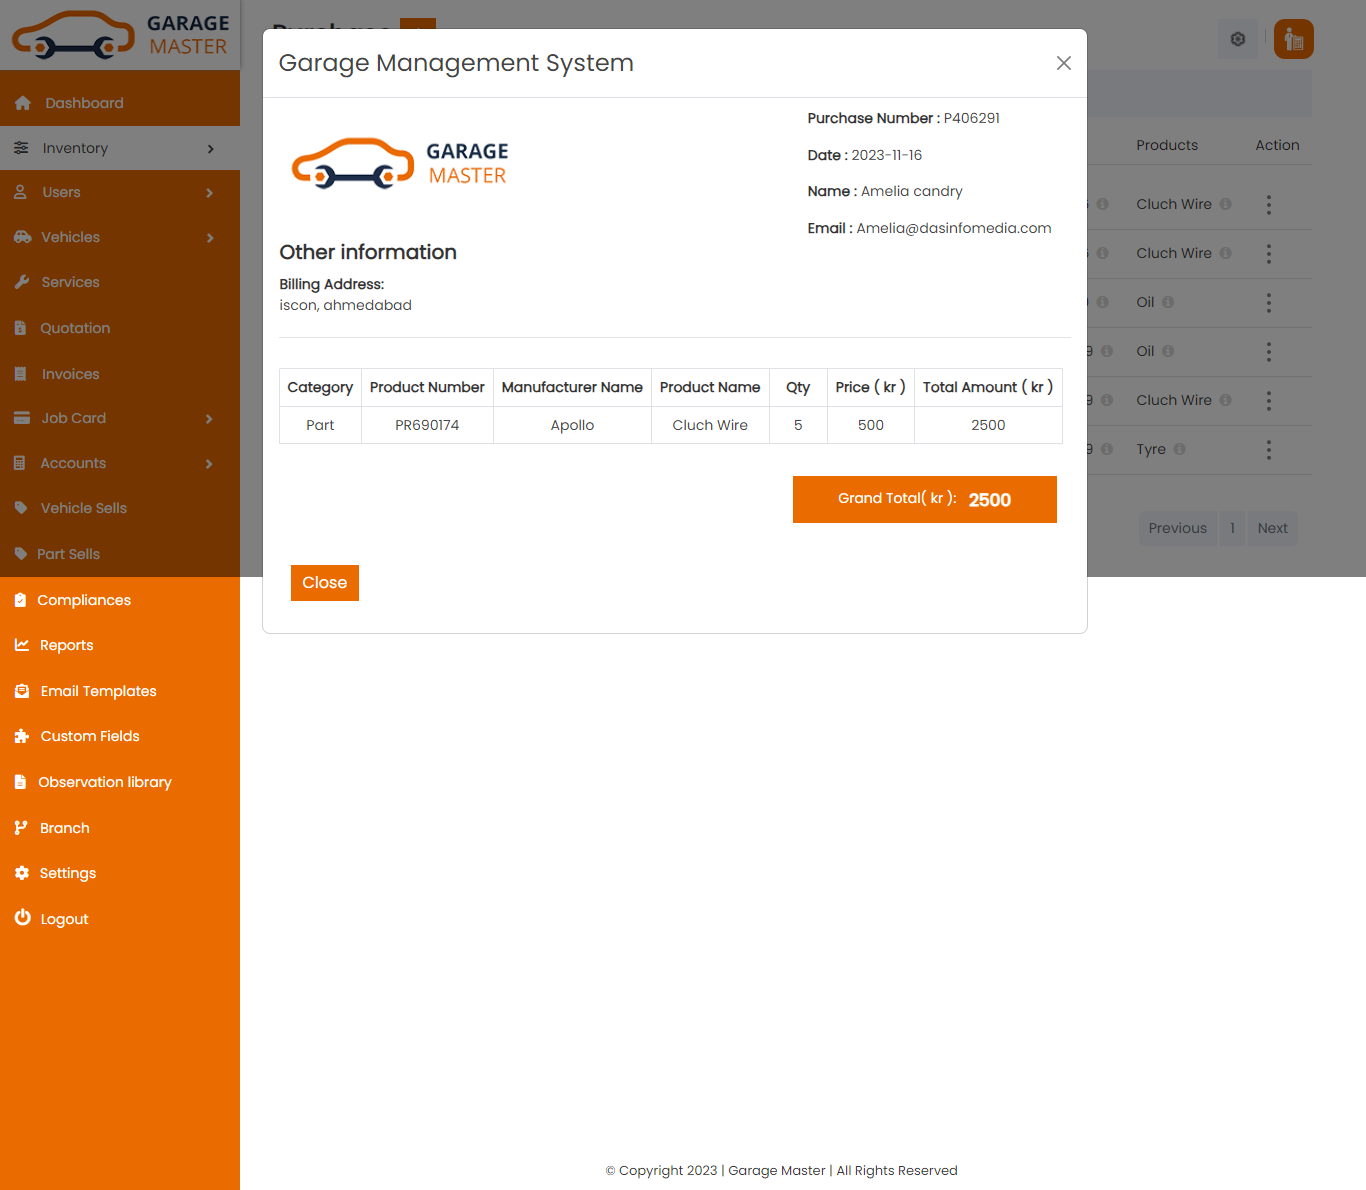 GARAGE
MASTER
Dashboard
Inventory
Users
Vehicles
Services
Quotation
Invoices
Job Card
Accounts
Vehicle Sells
Part Sells
Compliances
Reports
Email Templates
Custom Fields
Observation library
Branch
Settings
Logout
Garage Management System
GARAGE
MASTER
Purchase Number : P406291
Date : 2023-11-16
Name : Amelia candry
Email : Amelia@dasinfomedia.com
Other information
Billing Address:
iscon, ahmedabad
Category Product Number Manufacturer Name Product Name Qty Price ( kr ) Total Amount ( kr )
Part PR690174 Apollo Cluch Wire 5 500 2500
Grand Total( kr ): 2500
Close
Products Action
Cluch Wire
Cluch Wire
Oil
Oil
Cluch Wire
Tyre
Previous 1 Next
© Copyright 2023 | Garage Master | All Rights Reserved